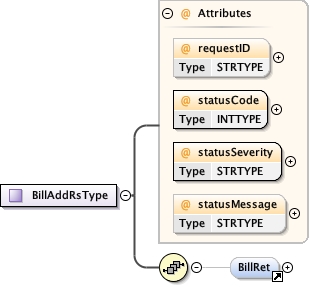 @ Attributes
@ requestID
Type STRTYPE
@ statusCode
Type INTTYPE
@ statusSeverity
Type STRTYPE
BillAddRsType
@ statusMessage
Type STRTYPE
BillRet